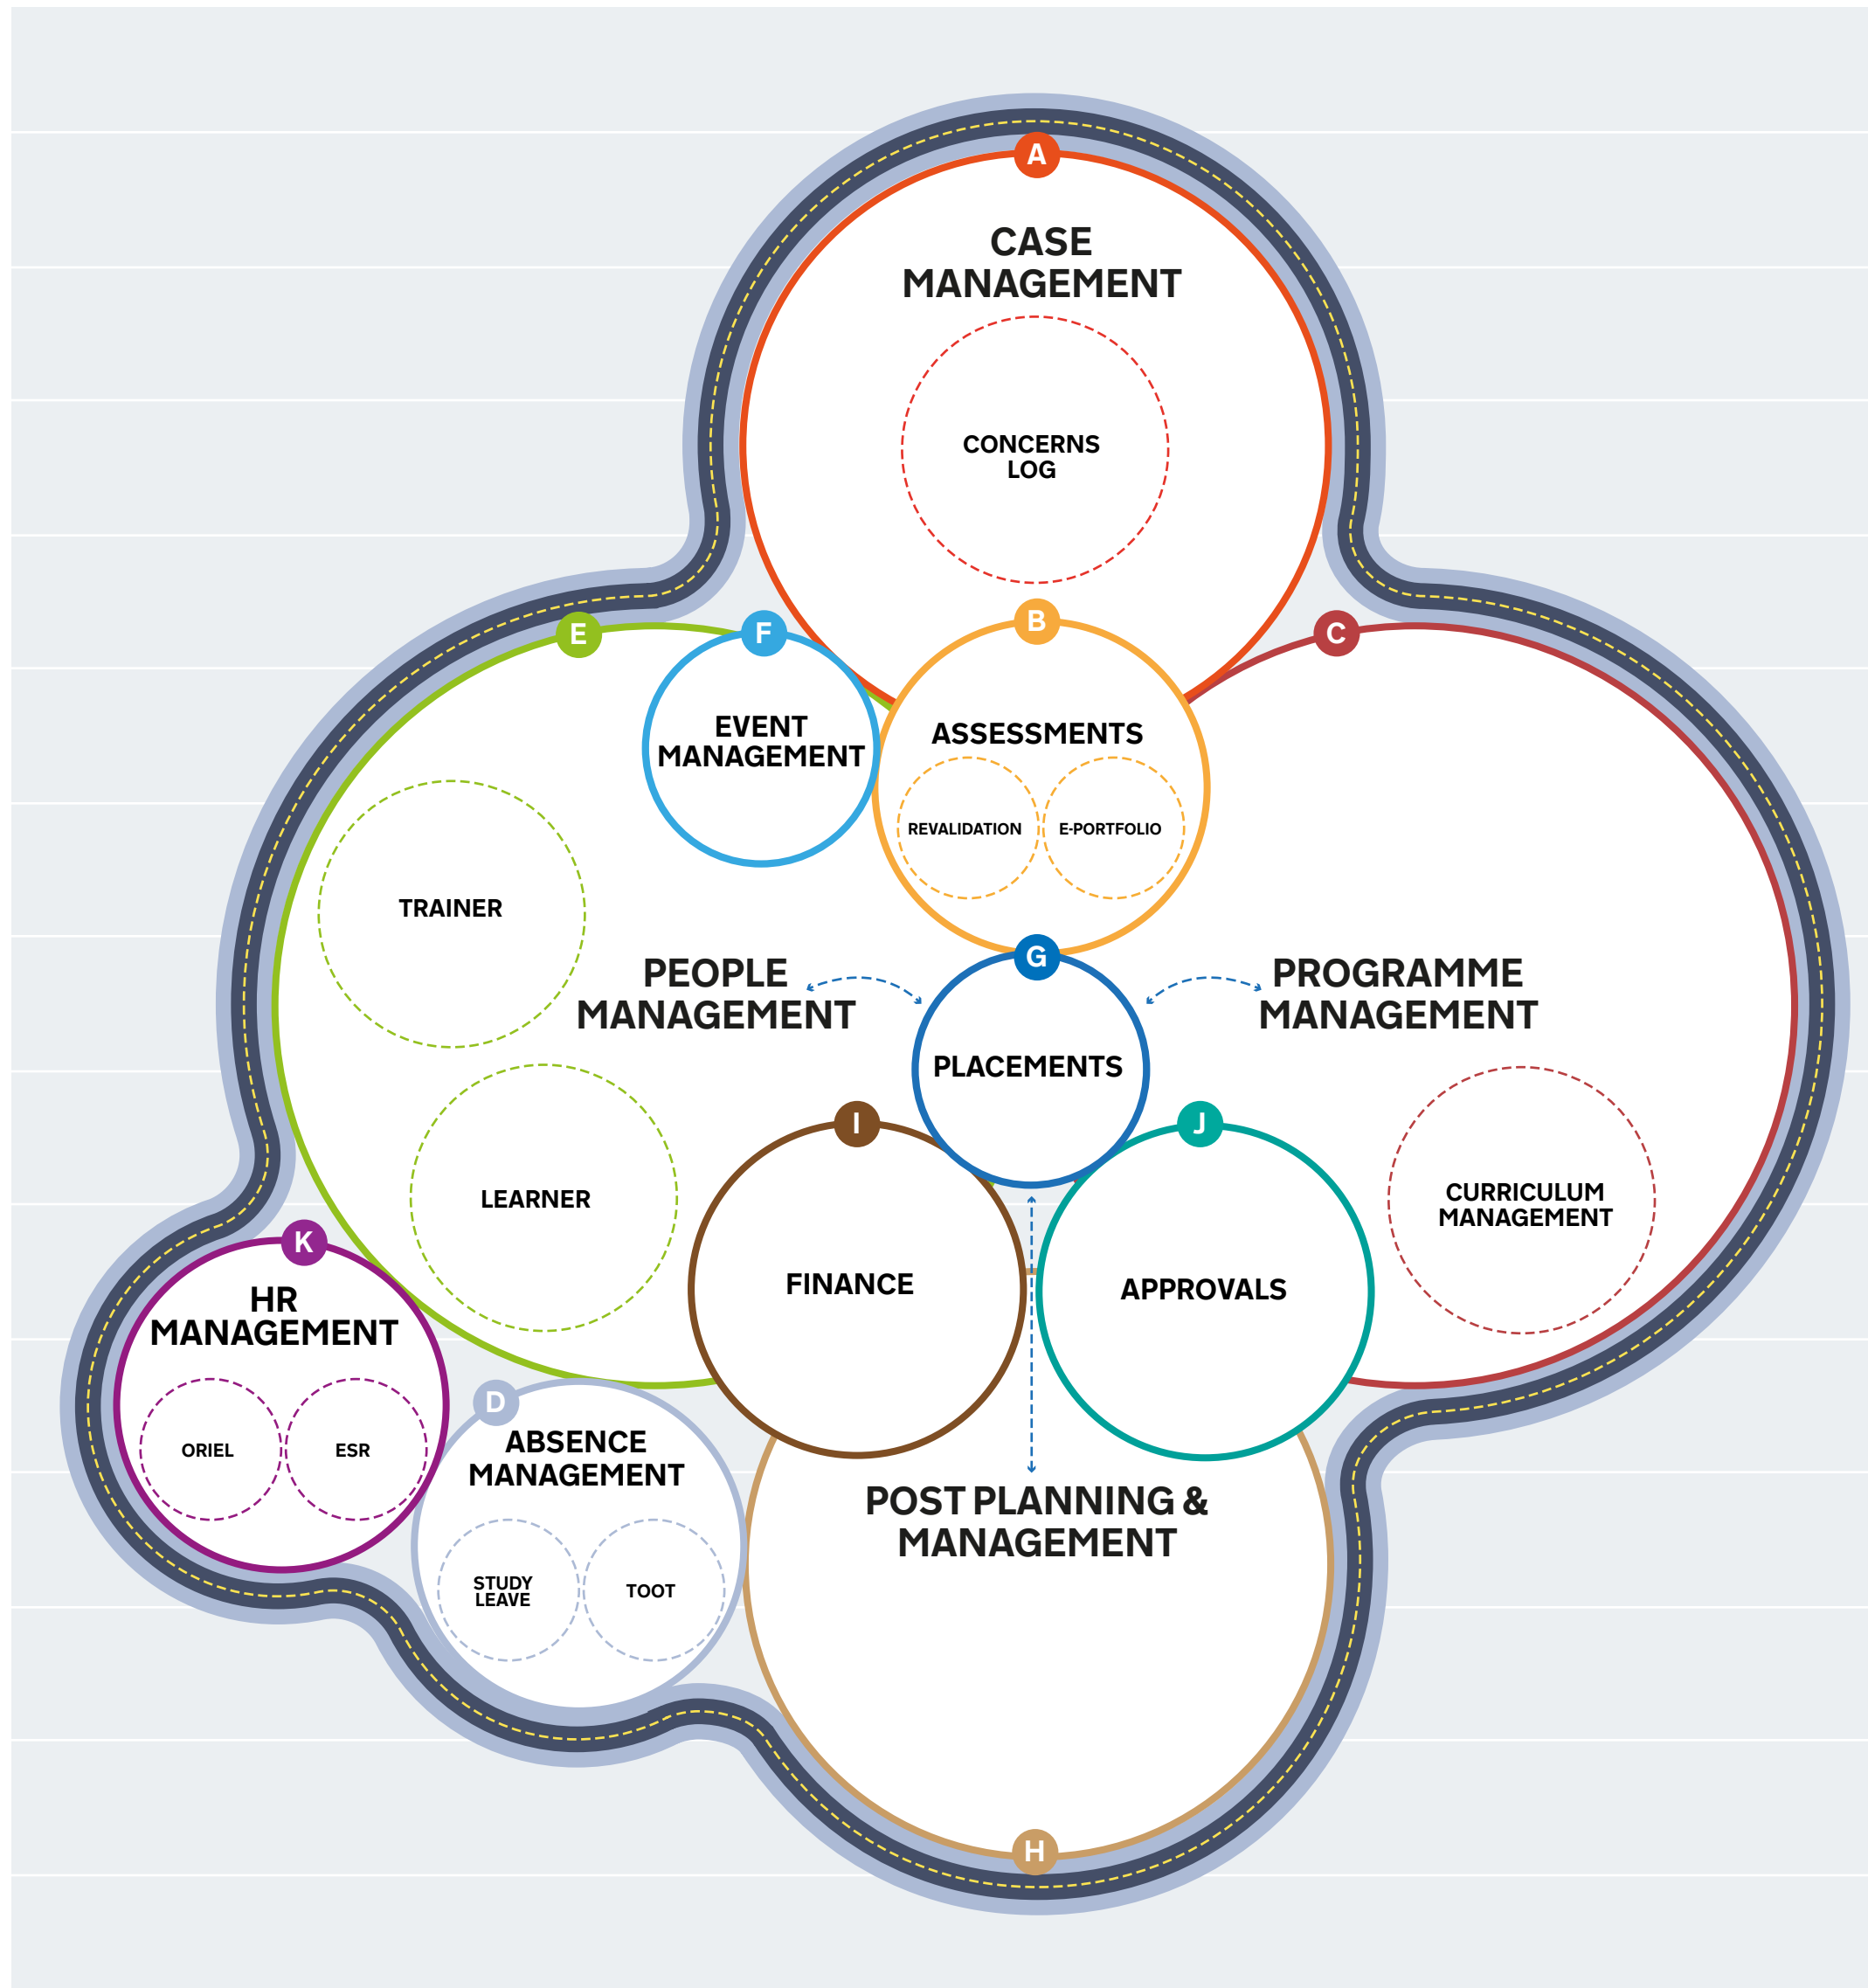 A
CASE
MANAGEMENT
CONCERNS
LOG
B
ASSESSMENTS
REVALIDATION
E-PORTFOLIO
C
PROGRAMME
MANAGEMENT
CURRICULUM
MANAGEMENT
E
PEOPLE
MANAGEMENT
TRAINER
LEARNER
F
EVENT
MANAGEMENT
G
PLACEMENTS
I
FINANCE
J
APPROVALS
K
HR
MANAGEMENT
ORIEL
ESR
D
ABSENCE
MANAGEMENT
STUDY
LEAVE
TOOT
POST PLANNING &
MANAGEMENT
H